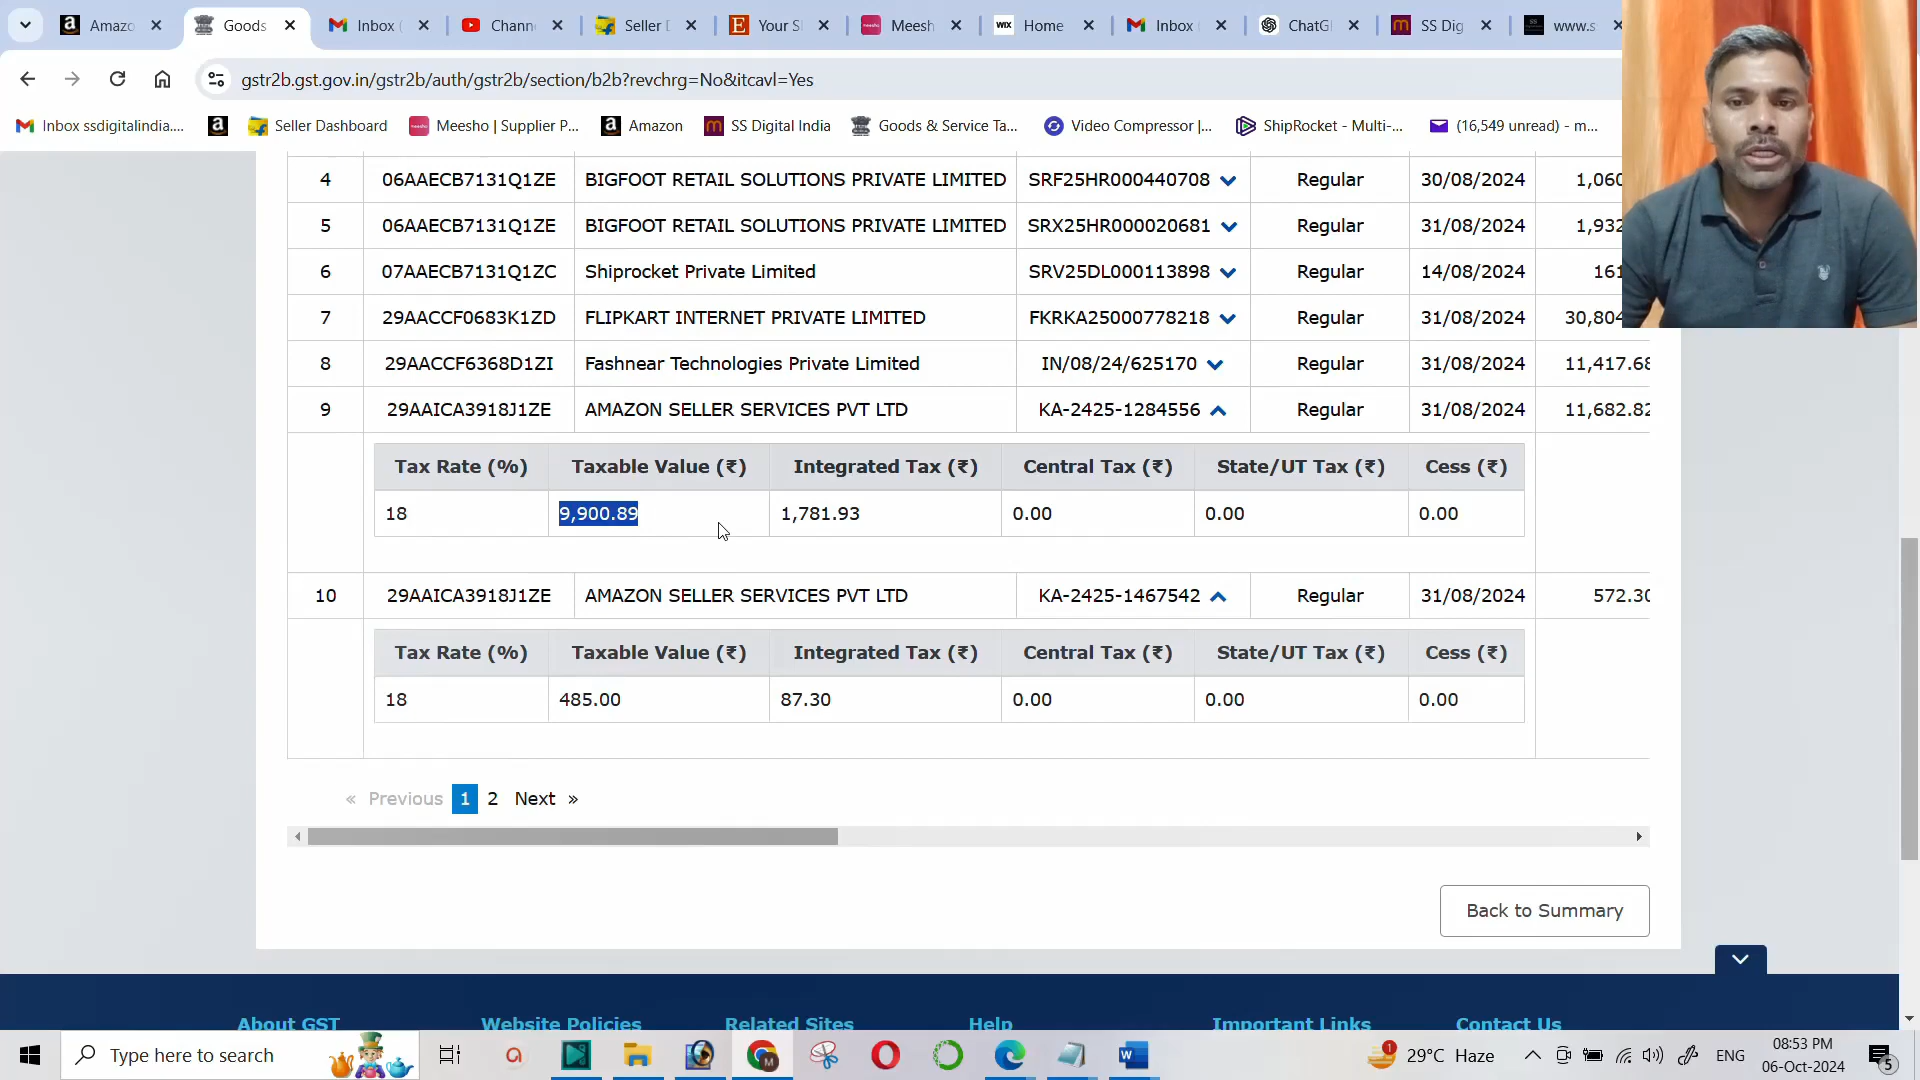 Amazo
Goods
Inbox (
Chann
Seller D
Your S
Meesh
WIX Home
Inbox
ChatG
SS Dig
www.s
gstr2b.gst.gov.in/gstr2b/auth/gstr2b/section/b2b?revchrg=No&itcavl=Yes
Inbox ssdigitalindia....
Seller Dashboard
Meesho | Supplier P...
Amazon
SS Digital India
Goods & Service Ta...
Video Compressor |...
ShipRocket - Multi-...
(16,549 unread) - m...
4 06AAECB7131Q1ZE BIGFOOT RETAIL SOLUTIONS PRIVATE LIMITED SRF25HR000440708 Regular 30/08/2024 1,060
5 06AAECB7131Q1ZE BIGFOOT RETAIL SOLUTIONS PRIVATE LIMITED SRX25HR000020681 Regular 31/08/2024 1,932
6 07AAECB7131Q1ZC Shiprocket Private Limited SRV25DL000113898 Regular 14/08/2024 161
7 29AACCF0683K1ZD FLIPKART INTERNET PRIVATE LIMITED FKRKA25000778218 Regular 31/08/2024 30,804
8 29AACCF6368D1ZI Fashnear Technologies Private Limited IN/08/24/625170 Regular 31/08/2024 11,417.68
9 29AAICA3918J1ZE AMAZON SELLER SERVICES PVT LTD KA-2425-1284556 Regular 31/08/2024 11,682.82
Tax Rate (%) Taxable Value (₹) Integrated Tax (₹) Central Tax (₹) State/UT Tax (₹) Cess (₹)
18 9,900.89 1,781.93 0.00 0.00 0.00
10 29AAICA3918J1ZE AMAZON SELLER SERVICES PVT LTD KA-2425-1467542 Regular 31/08/2024 572.30
Tax Rate (%) Taxable Value (₹) Integrated Tax (₹) Central Tax (₹) State/UT Tax (₹) Cess (₹)
18 485.00 87.30 0.00 0.00 0.00
« Previous 1 2 Next »
Back to Summary
About GST Website Policies Related Sites Help Important Links Contact Us
Type here to search
29°C Haze
ENG
08:53 PM
06-Oct-2024